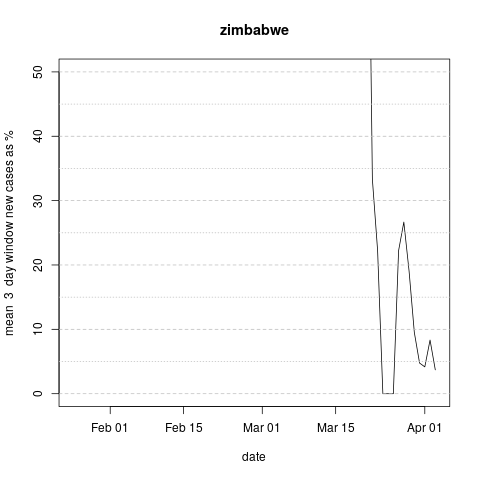 zimbabwe
mean 3 day window new cases as %
50
40
30
20
10
0
Feb 01
Feb 15
Mar 01
Mar 15
Apr 01
date